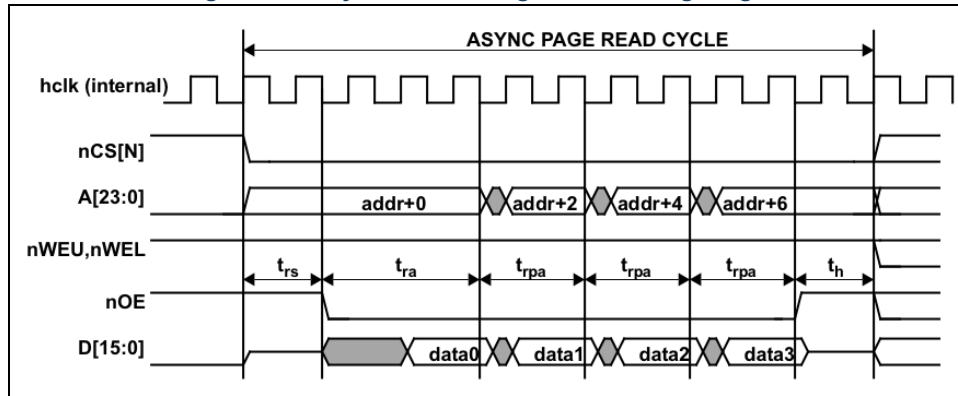 ASYNC PAGE READ CYCLE
hclk (internal)
nCS[N]
A[23:0]
addr+0 addr+2 addr+4 addr+6
nWEU,nWEL
trs tra trpa trpa trpa th
nOE
D[15:0]
data0 data1 data2 data3